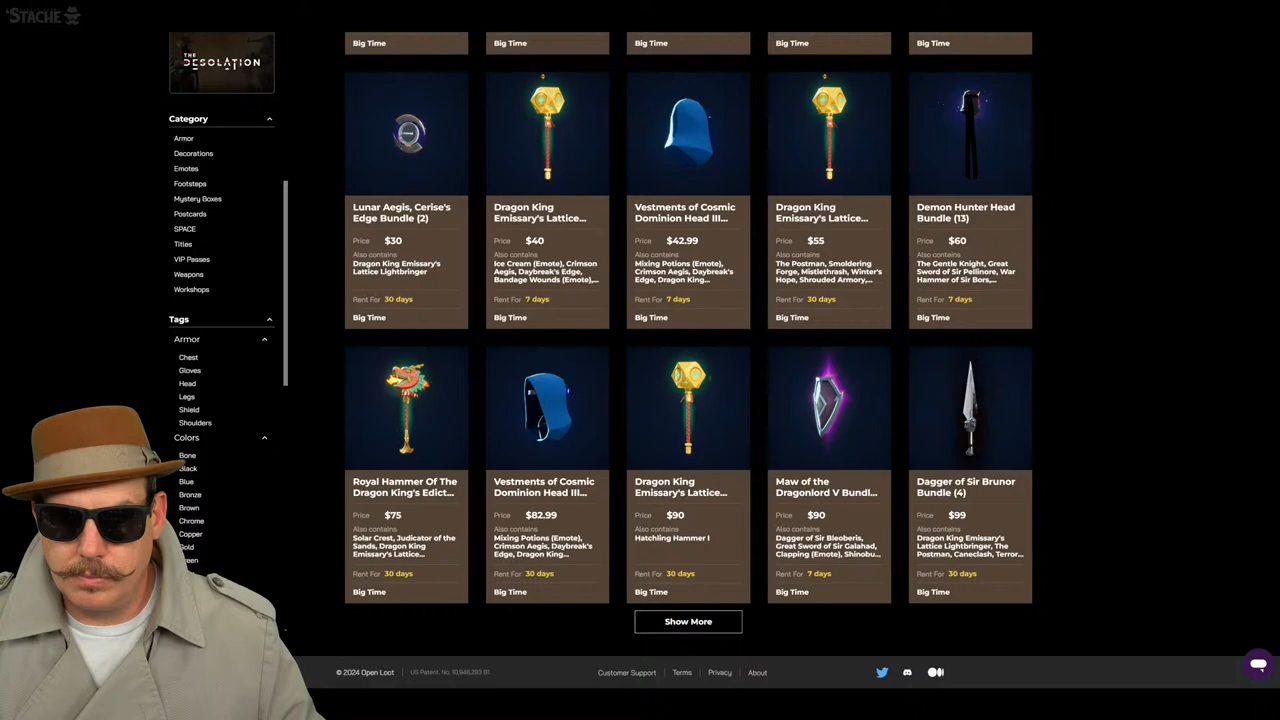 STACHE
THE
DESOLATION
Big Time
Big Time
Big Time
Big Time
Big Time
Category
Armor
Decorations
Emotes
Footsteps
Mystery Boxes
Postcards
SPACE
Titles
VIP Passes
Weapons
Workshops
Tags
Armor
Chest
Gloves
Head
Legs
Shield
Shoulders
Colors
Bone
Black
Blue
Bronze
Brown
Chrome
Copper
Lunar Aegis, Cerise's
Edge Bundle (2)
Price $30
Also contains
Dragon King Emissary's
Lattice Lightbringer
Rent For 30 days
Big Time
Dragon King
Emissary's Lattice...
Price $40
Also contains
Ice Cream (Emote), Crimson
Aegis, Daybreak's Edge,
Bandage Wounds (Emote),...
Rent For 7 days
Big Time
Vestments of Cosmic
Dominion Head III...
Price $42.99
Also contains
Mixing Potions (Emote),
Crimson Aegis, Daybreak's
Edge, Dragon King...
Rent For 7 days
Big Time
Dragon King
Emissary's Lattice...
Price $55
Also contains
The Postman, Smoldering
Forge, Mistlethrash, Winter's
Hope, Shrouded Armory,...
Rent For 30 days
Big Time
Demon Hunter Head
Bundle (13)
Price $60
Also contains
The Gentle Knight, Great
Sword of Sir Pellinore, War
Hammer of Sir Bors,...
Rent For 7 days
Big Time
Royal Hammer Of The
Dragon King's Edict...
Price $75
Also contains
Solar Crest, Judicator of the
Sands, Dragon King
Emissary's Lattice...
Rent For 30 days
Big Time
Vestments of Cosmic
Dominion Head III...
Price $82.99
Also contains
Mixing Potions (Emote),
Crimson Aegis, Daybreak's
Edge, Dragon King...
Rent For 30 days
Big Time
Dragon King
Emissary's Lattice...
Price $90
Also contains
Hatchling Hammer I
Rent For 30 days
Big Time
Maw of the
Dragonlord V Bundl...
Price $90
Also contains
Dagger of Sir Bleoberis,
Great Sword of Sir Galahad,
Clapping (Emote), Shinobu...
Rent For 7 days
Big Time
Dagger of Sir Brunor
Bundle (4)
Price $99
Also contains
Dragon King Emissary's
Lattice Lightbringer, The
Postman, Caneclash, Terror...
Rent For 30 days
Big Time
Show More
© 2024 Open Loot
US Patent. No. 10,946,283 B1
Customer Support
Terms
Privacy
About